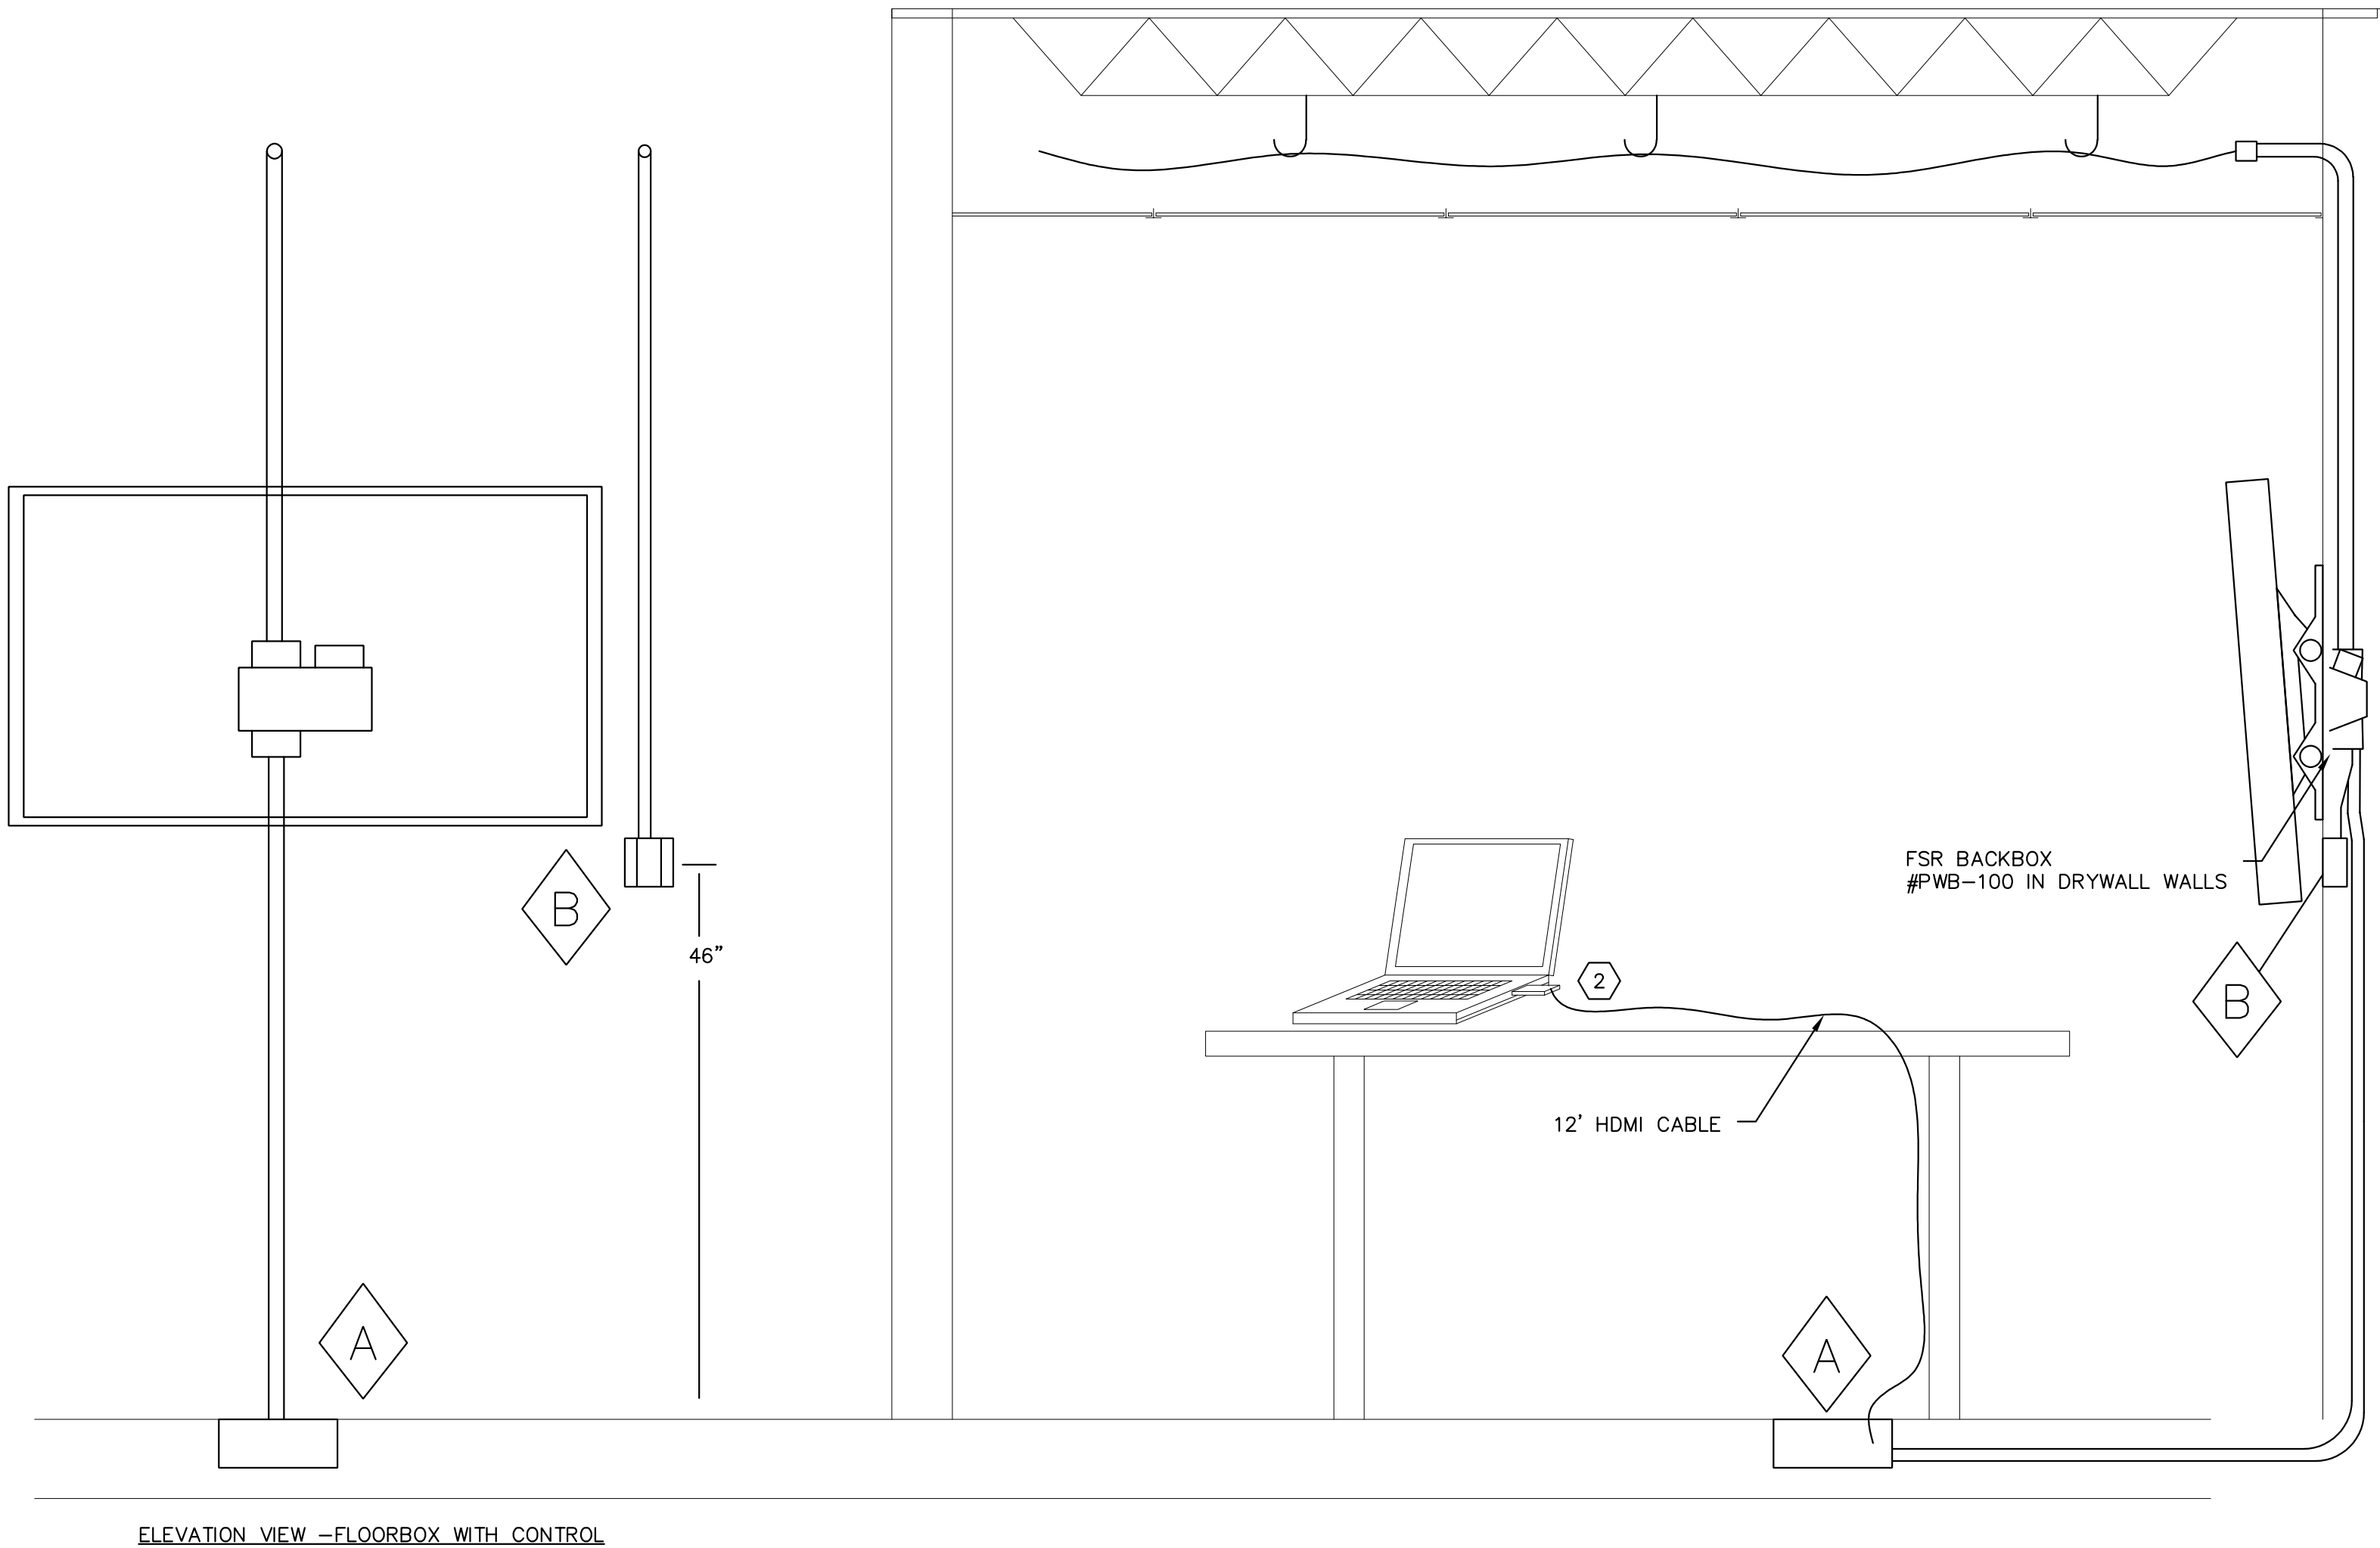 B
46”
FSR BACKBOX
#PWB-100 IN DRYWALL WALLS
2
B
12’ HDMI CABLE
A
A
ELEVATION VIEW -FLOORBOX WITH CONTROL